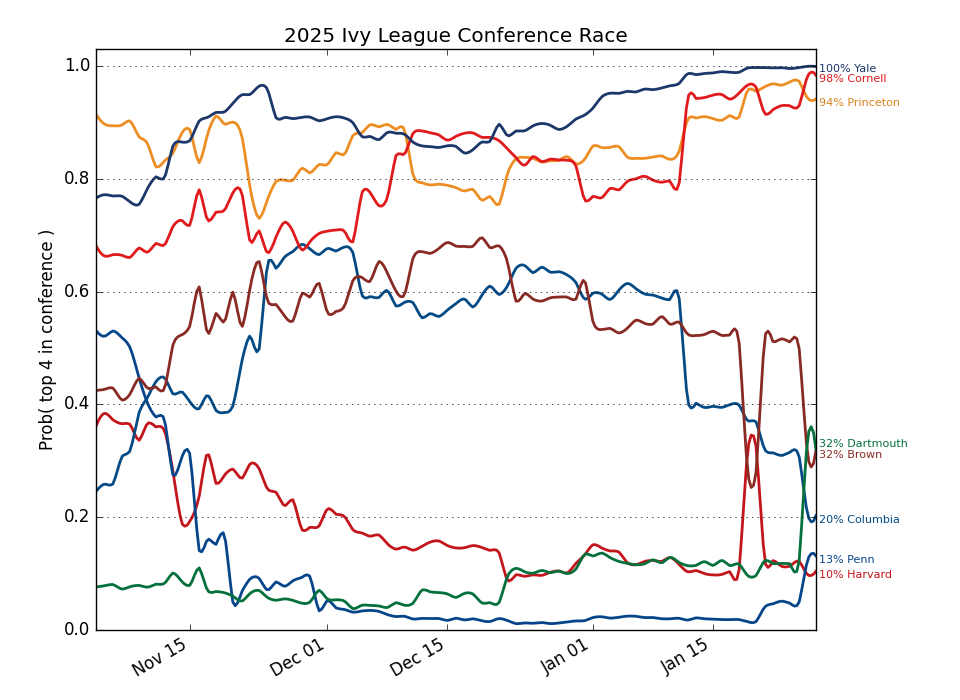 2025 Ivy League Conference Race
Prob( top 4 in conference )
1.0
0.8
0.6
0.4
0.2
0.0
Nov 15
Dec 01
Dec 15
Jan 01
Jan 15
100% Yale
98% Cornell
94% Princeton
32% Dartmouth
32% Brown
20% Columbia
13% Penn
10% Harvard